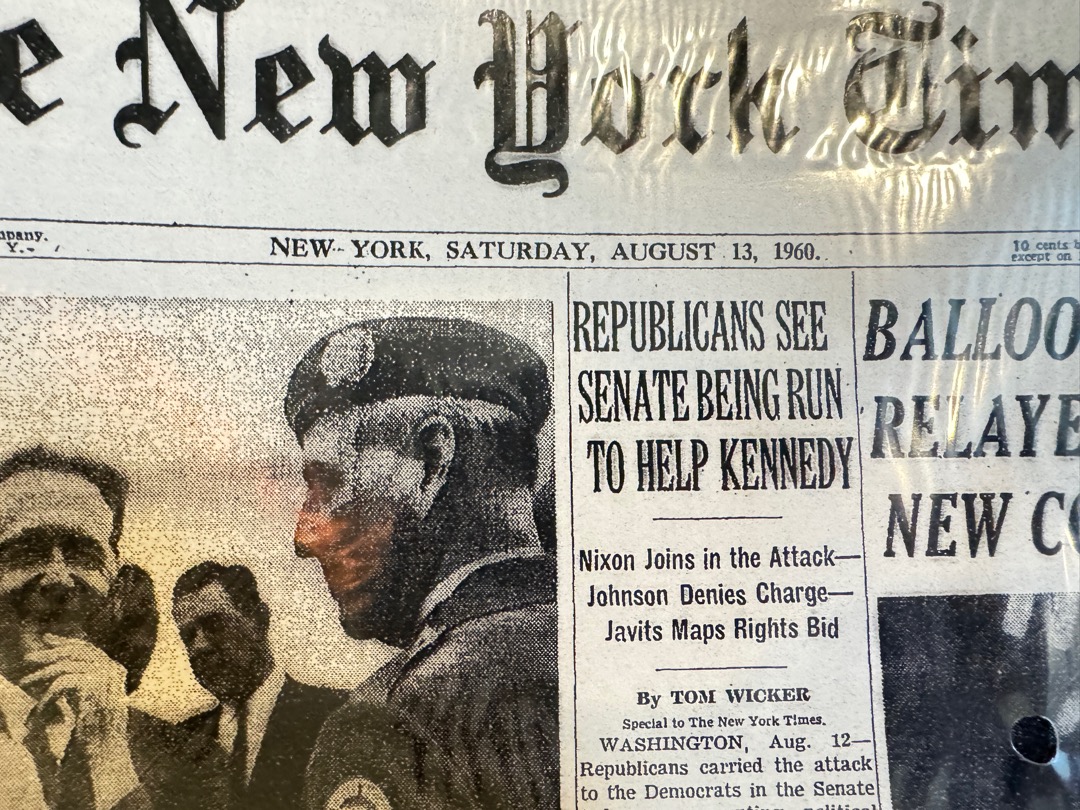 e New York Tim
mpany.
Y.
NEW YORK, SATURDAY, AUGUST 13, 1960.
10 cents b
except on
REPUBLICANS SEE
SENATE BEING RUN
TO HELP KENNEDY
Nixon Joins in the Attack—
Johnson Denies Charge—
Javits Maps Rights Bid
By TOM WICKER
Special to The New York Times.
WASHINGTON, Aug. 12—
Republicans carried the attack
to the Democrats in the Senate
BALLOO
RELAYE
NEW CO